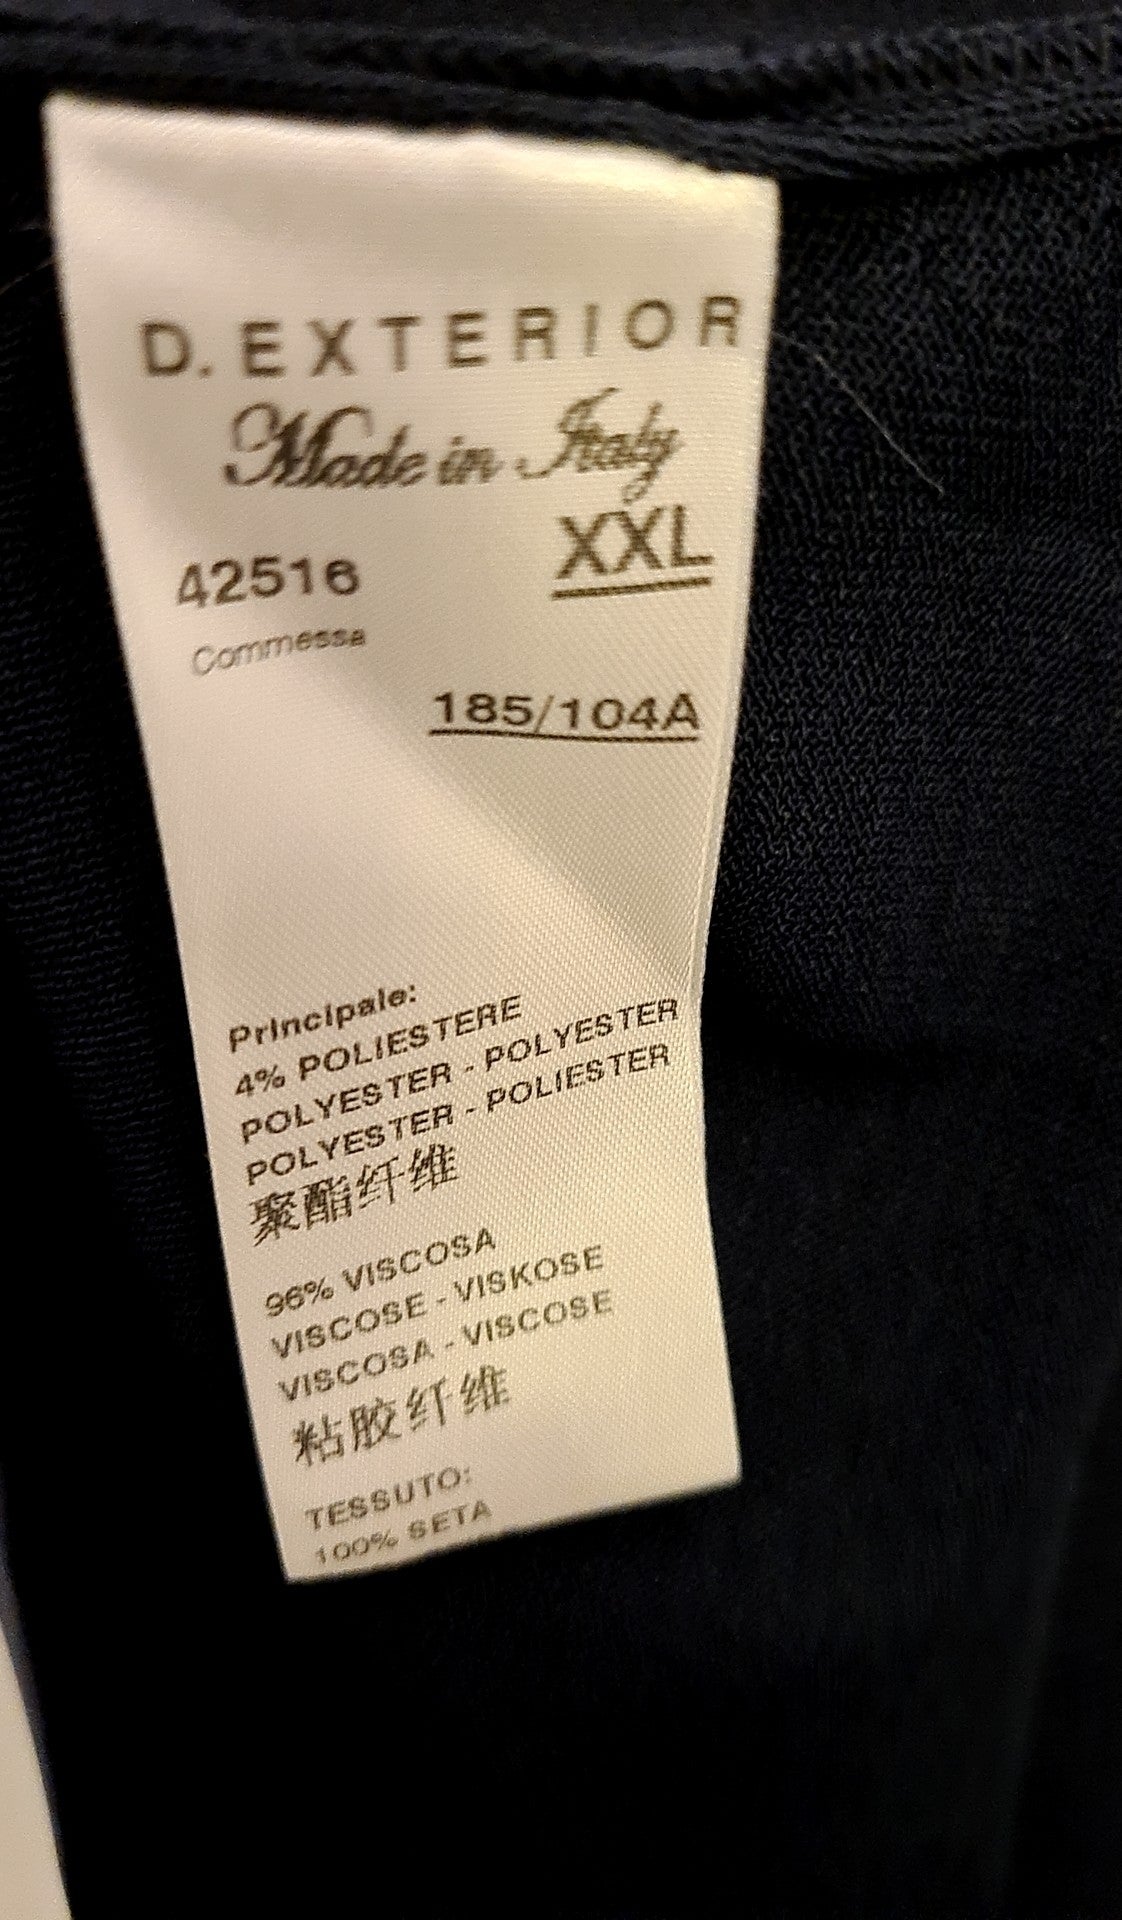 D. EXTERIOR
Made in Italy
XXL
42516
Commessa
185/104A
Principale:
4% POLIESTERE
POLYESTER - POLYESTER
POLYESTER - POLIESTER
聚酯纤维
96% VISCOSA
VISCOSE - VISKOSE
VISCOSA - VISCOSE
粘胶纤维
TESSUTO:
100% SETA